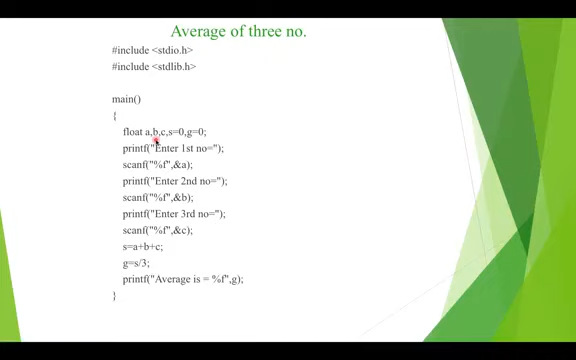 Average of three no.
#include <stdio.h>
#include <stdlib.h>
main()
{
float a,b,c,s=0,g=0;
printf("Enter 1st no=");
scanf("%f",&a);
printf("Enter 2nd no=");
scanf("%f",&b);
printf("Enter 3rd no=");
scanf("%f",&c);
s=a+b+c;
g=s/3;
printf("Average is = %f",g);
}